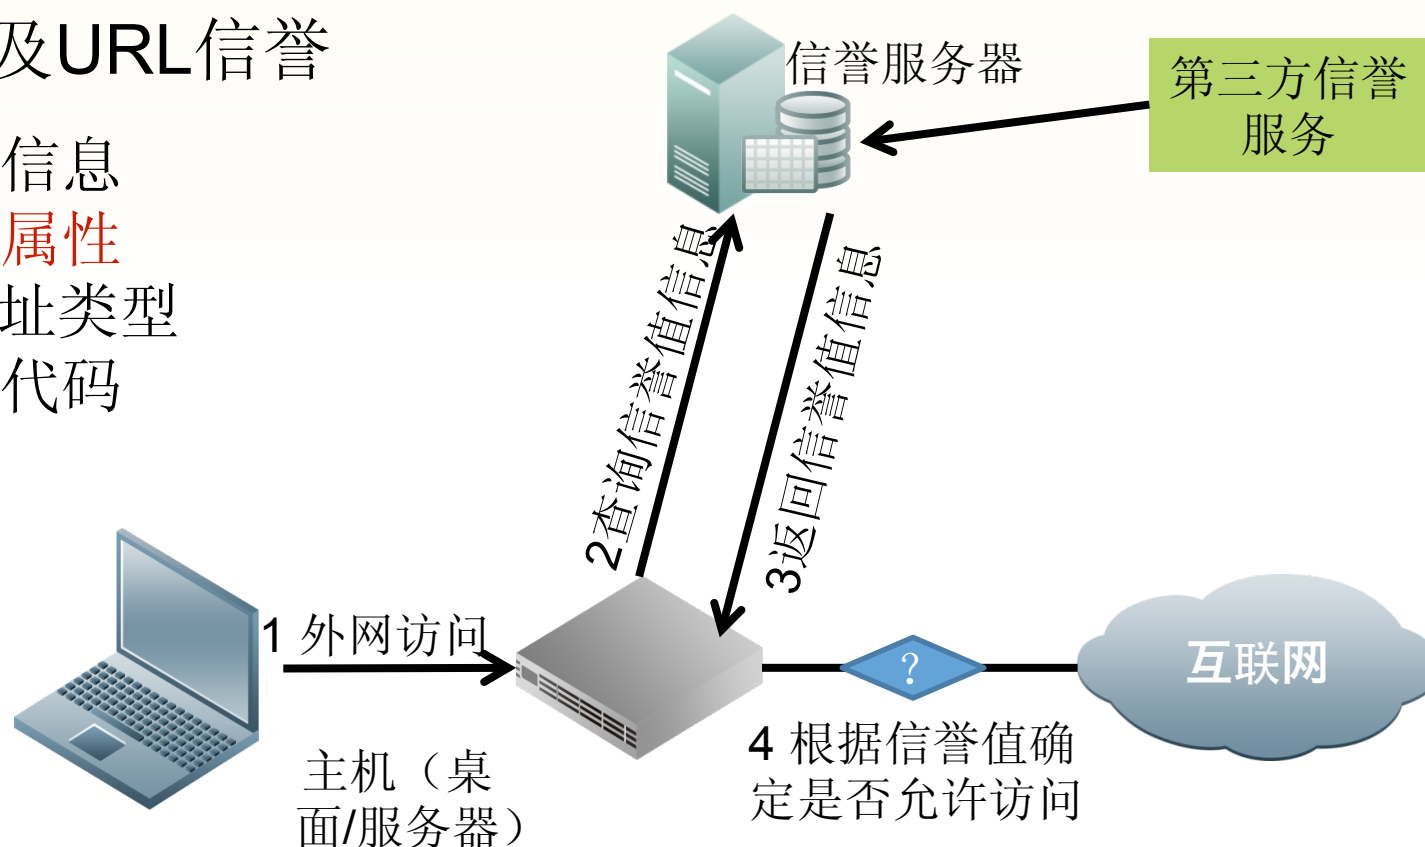 及URL信誉
信息
属性
址类型
代码
信誉服务器
第三方信誉
服务
2查询信誉值信息
3返回信誉值信息
1 外网访问
?
互联网
主机（桌
面/服务器）
4 根据信誉值确
定是否允许访问